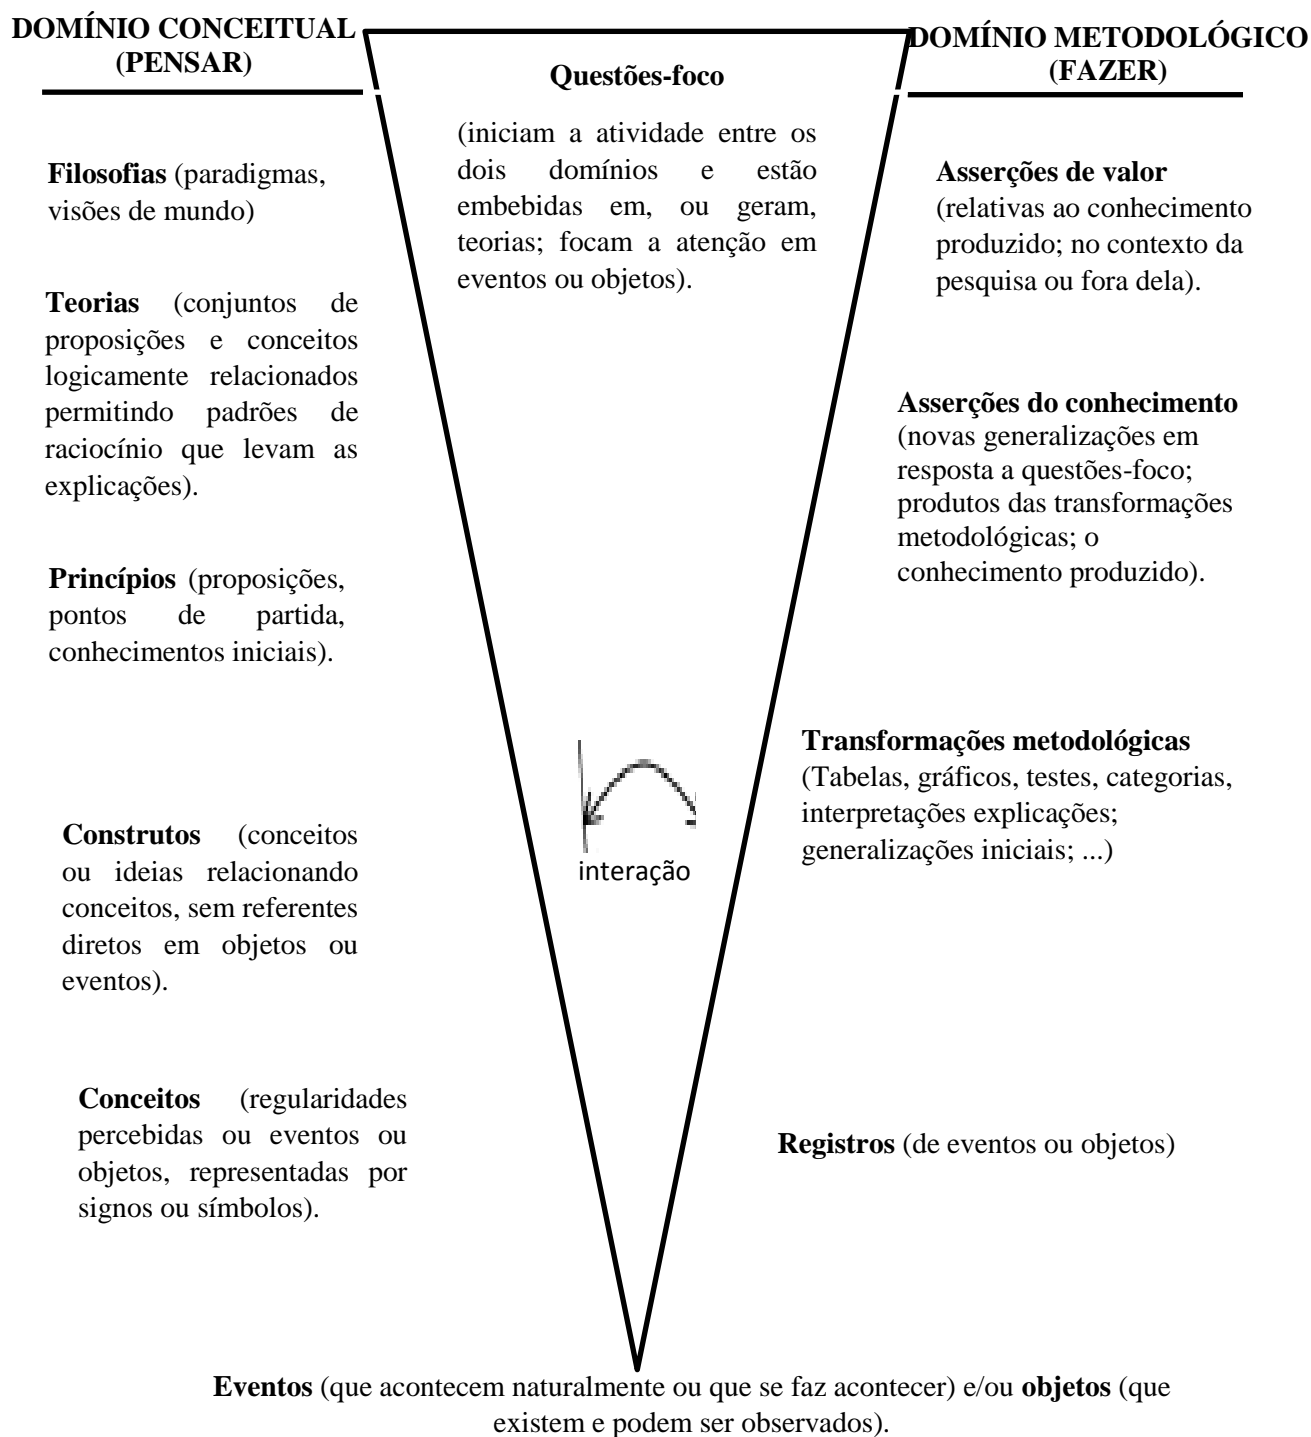 DOMÍNIO CONCEITUAL
(PENSAR)
Filosofias (paradigmas,
visões de mundo)
Teorias (conjuntos de
proposições e conceitos
logicamente relacionados
permitindo padrões de
raciocínio que levam as
explicações).
Princípios (proposições,
pontos de partida,
conhecimentos iniciais).
Construtos (conceitos
ou ideias relacionando
conceitos, sem referentes
diretos em objetos ou
eventos).
Conceitos (regularidades
percebidas ou eventos ou
objetos, representadas por
signos ou símbolos).
Questões-foco
(iniciam a atividade entre os
dois domínios e estão
embebidas em, ou geram,
teorias; focam a atenção em
eventos ou objetos).
interação
DOMÍNIO METODOLÓGICO
(FAZER)
Asserções de valor
(relativas ao conhecimento
produzido; no contexto da
pesquisa ou fora dela).
Asserções do conhecimento
(novas generalizações em
resposta a questões-foco;
produtos das transformações
metodológicas; o
conhecimento produzido).
Transformações metodológicas
(Tabelas, gráficos, testes, categorias,
interpretações explicações;
generalizações iniciais; ...)
Registros (de eventos ou objetos)
Eventos (que acontecem naturalmente ou que se faz acontecer) e/ou objetos (que
existem e podem ser observados).